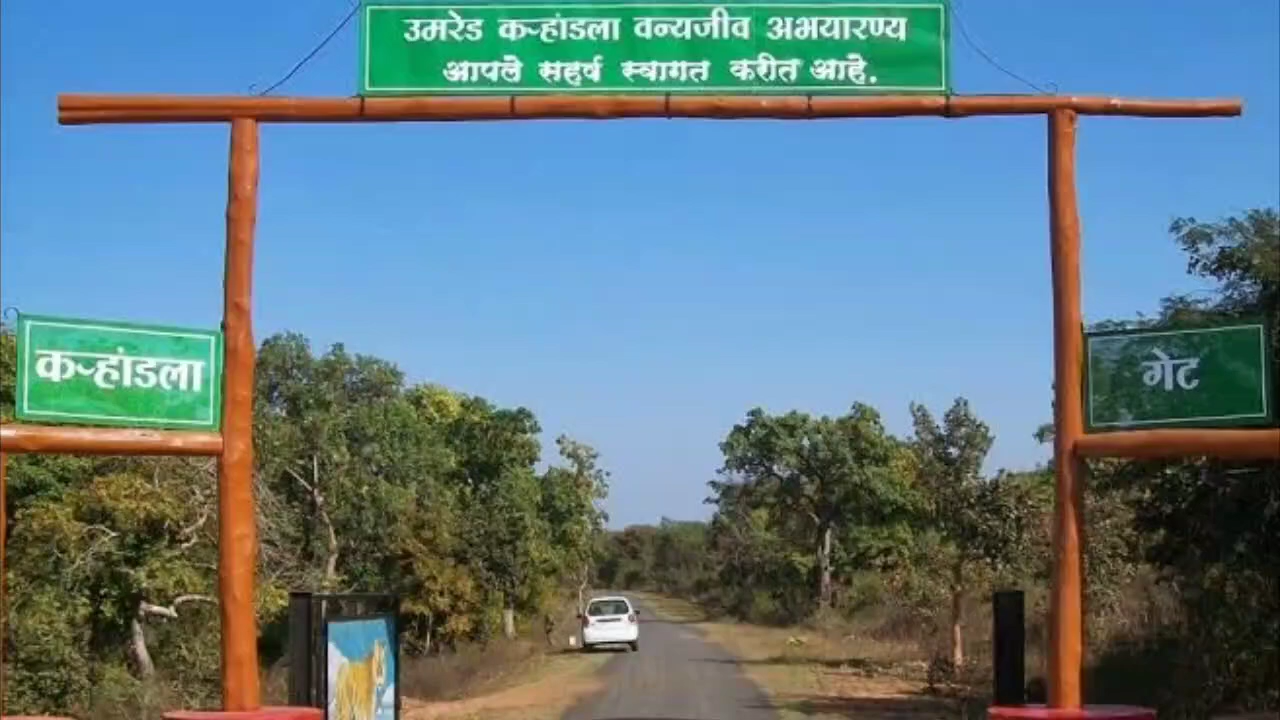 उमरेड कऱ्हांडला वन्यजीव अभयारण्य
आपले सहर्ष स्वागत करीत आहे.
कऱ्हांडला
गेट